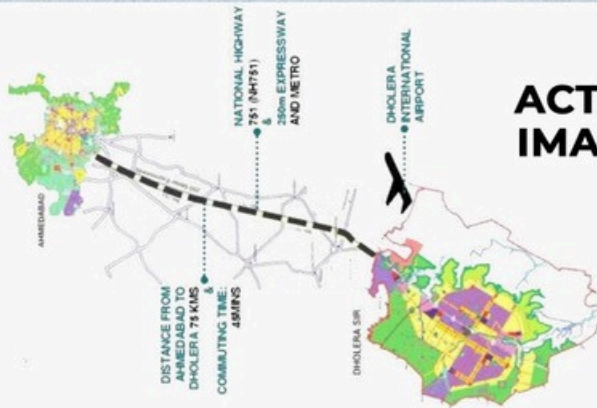 ACT
IMA
AHMEDABAD
NATIONAL HIGHWAY
751 (NH751)
&
250m EXPRESSWAY
AND METRO
DISTANCE FROM
AHMEDABAD TO
DHOLERA 75 KMS
&
COMMUTING TIME:
45MINS
DHOLERA
INTERNATIONAL
AIRPORT
DHOLERA SIR